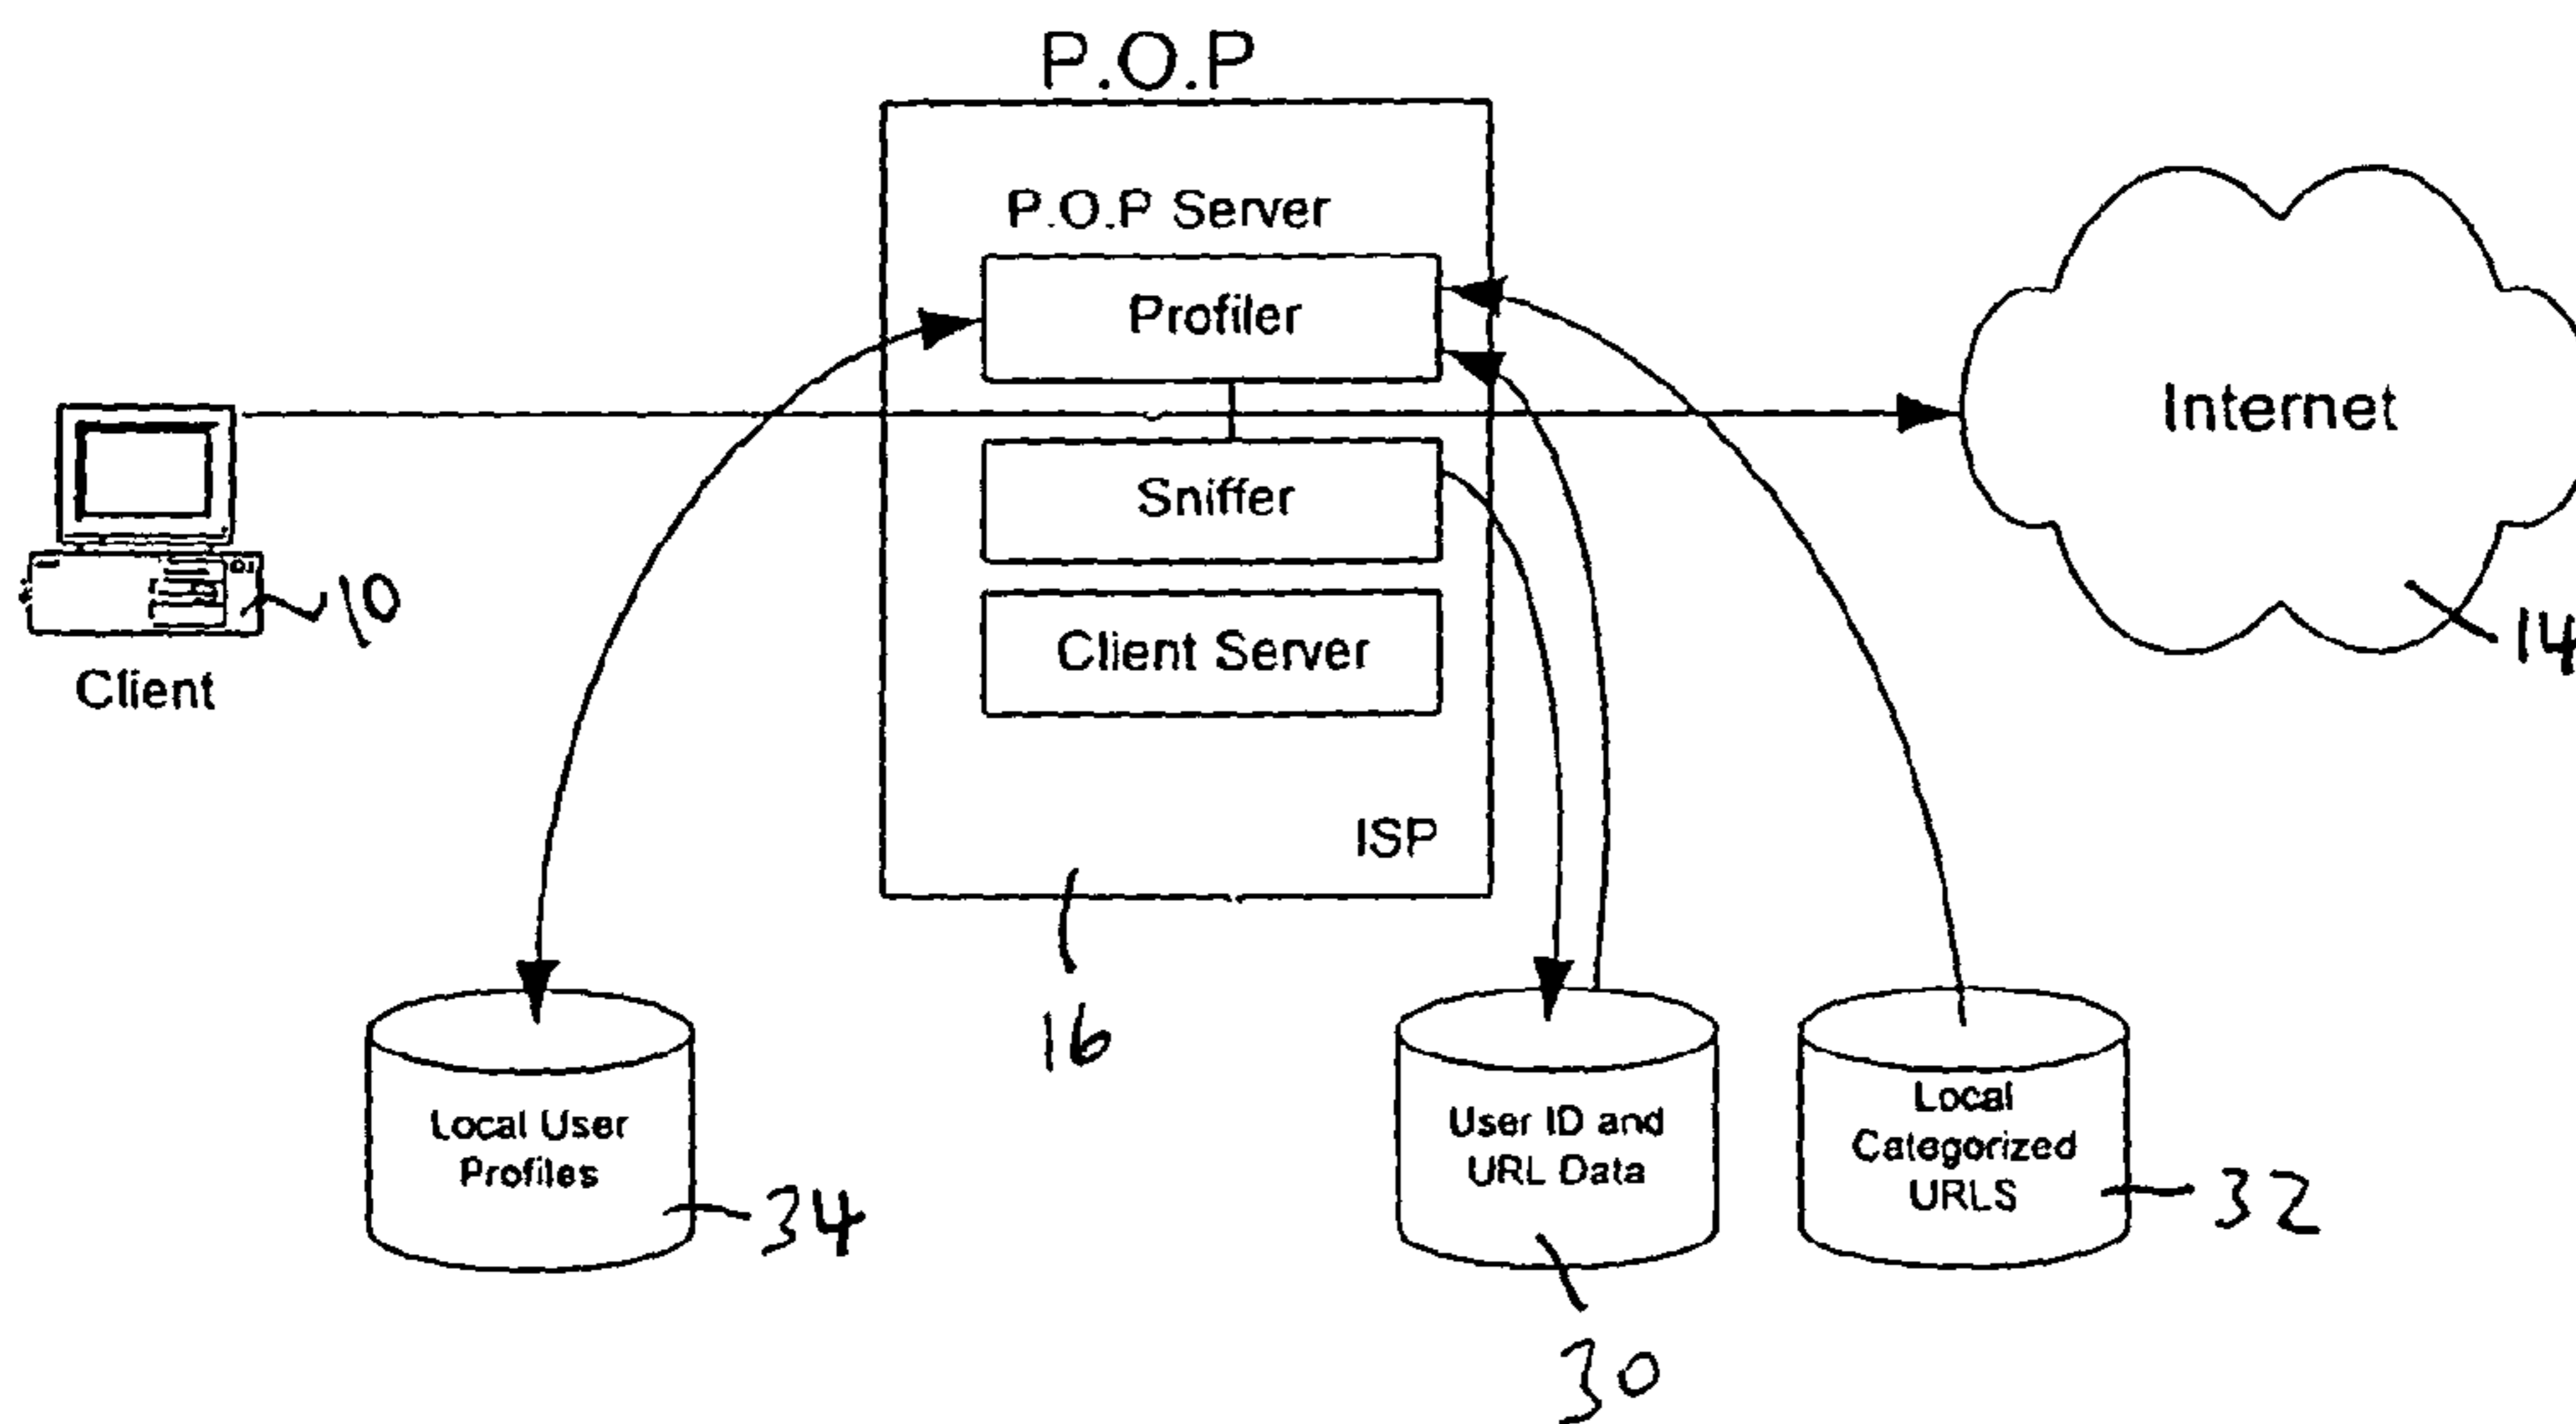 P.O.P
P.O.P Server
Profiler
Internet
Sniffer
10
Client Server
14
Client
ISP
16
Local User
Profiles
34
User ID and
URL Data
30
Local
Categorized
URLS
32